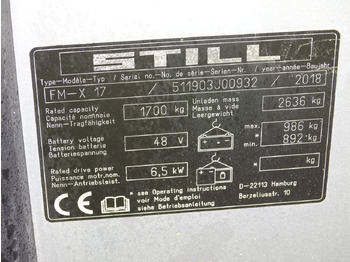 STILL
Type-Modèle-Typ / Serial no.-No de série-Serien-Nr. / year-année-Baujahr
FM-X 17 / 511903J00932 / 2018
Rated capacity
Capacité nominale
Nenn-Tragfähigkeit
1700 kg
Unladen mass
Masse à vide
Leergewicht
2636 kg
Battery voltage
Tension batterie
Batteriespannung
48 V
max. 986 kg
min. 892 kg
Rated drive power
Puissance motr.nom.
Nenn-Antriebsleist.
6,5 kW
* kg
CE
* see Operating instructions
voir Mode d'emploi
siehe Betriebsanleitung
D-22113 Hamburg
Berzeliusstr. 10